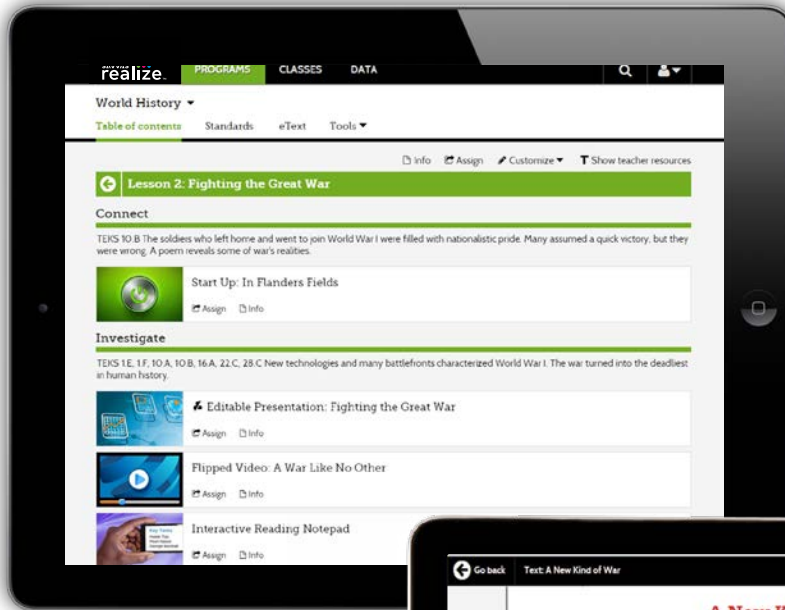 realize.
PROGRAMS CLASSES DATA
World History
Table of contents Standards eText Tools
Info Assign Customize Show teacher resources
Lesson 2: Fighting the Great War
Connect
TEKS 10.B The soldiers who left home and went to join World War I were filled with nationalistic pride. Many assumed a quick victory, but they
were wrong. A poem reveals some of war's realities.
Start Up: In Flanders Fields
Assign Info
Investigate
TEKS 1.E, 1.F, 10.A, 10.B, 16.A, 22.C, 28.C New technologies and many battlefronts characterized World War I. The war turned into the deadliest
in human history.
Editable Presentation: Fighting the Great War
Assign Info
Flipped Video: A War Like No Other
Assign Info
Key Terms
Interactive Reading Notepad
Assign Info
Go back Text: A New Kind of War
A New